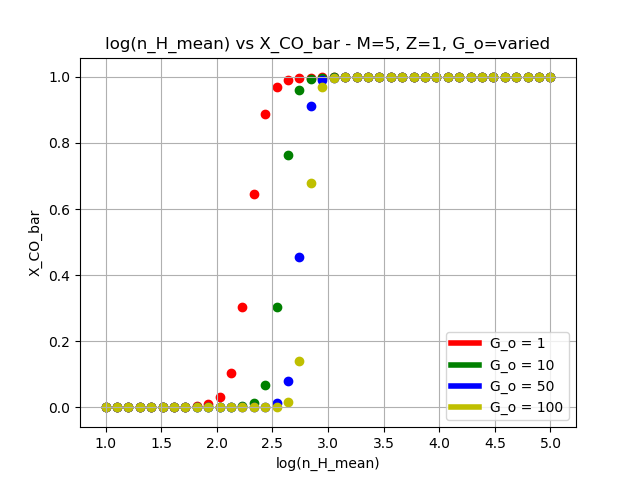 log(n_H_mean) vs X_CO_bar - M=5, Z=1, G_o=varied
1.0
0.8
0.6
0.4
0.2
0.0
X_CO_bar
G_o = 1
G_o = 10
G_o = 50
G_o = 100
1.0 1.5 2.0 2.5 3.0 3.5 4.0 4.5 5.0
log(n_H_mean)